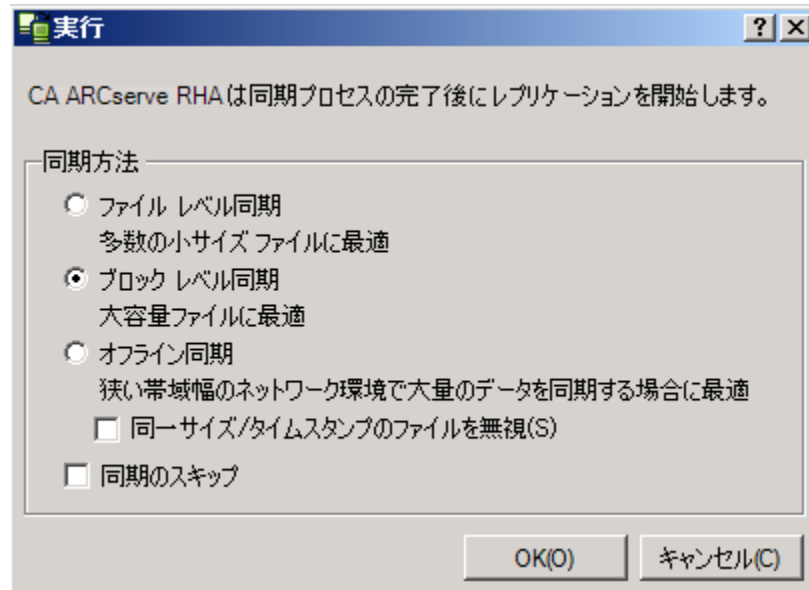 実行
CA ARCserve RHAは同期プロセスの完了後にレプリケーションを開始します。
同期方法
ファイル レベル同期
多数の小サイズ ファイルに最適
ブロック レベル同期
大容量ファイルに最適
オフライン同期
狭い帯域幅のネットワーク環境で大量のデータを同期する場合に最適
同一サイズ/タイムスタンプのファイルを無視(S)
同期のスキップ
OK(O) キャンセル(C)